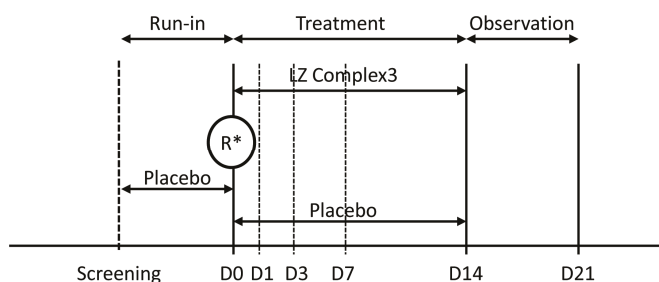 Run-in Treatment Observation
LZ Complex3
R*
Placebo
Placebo
Screening D0 D1 D3 D7 D14 D21